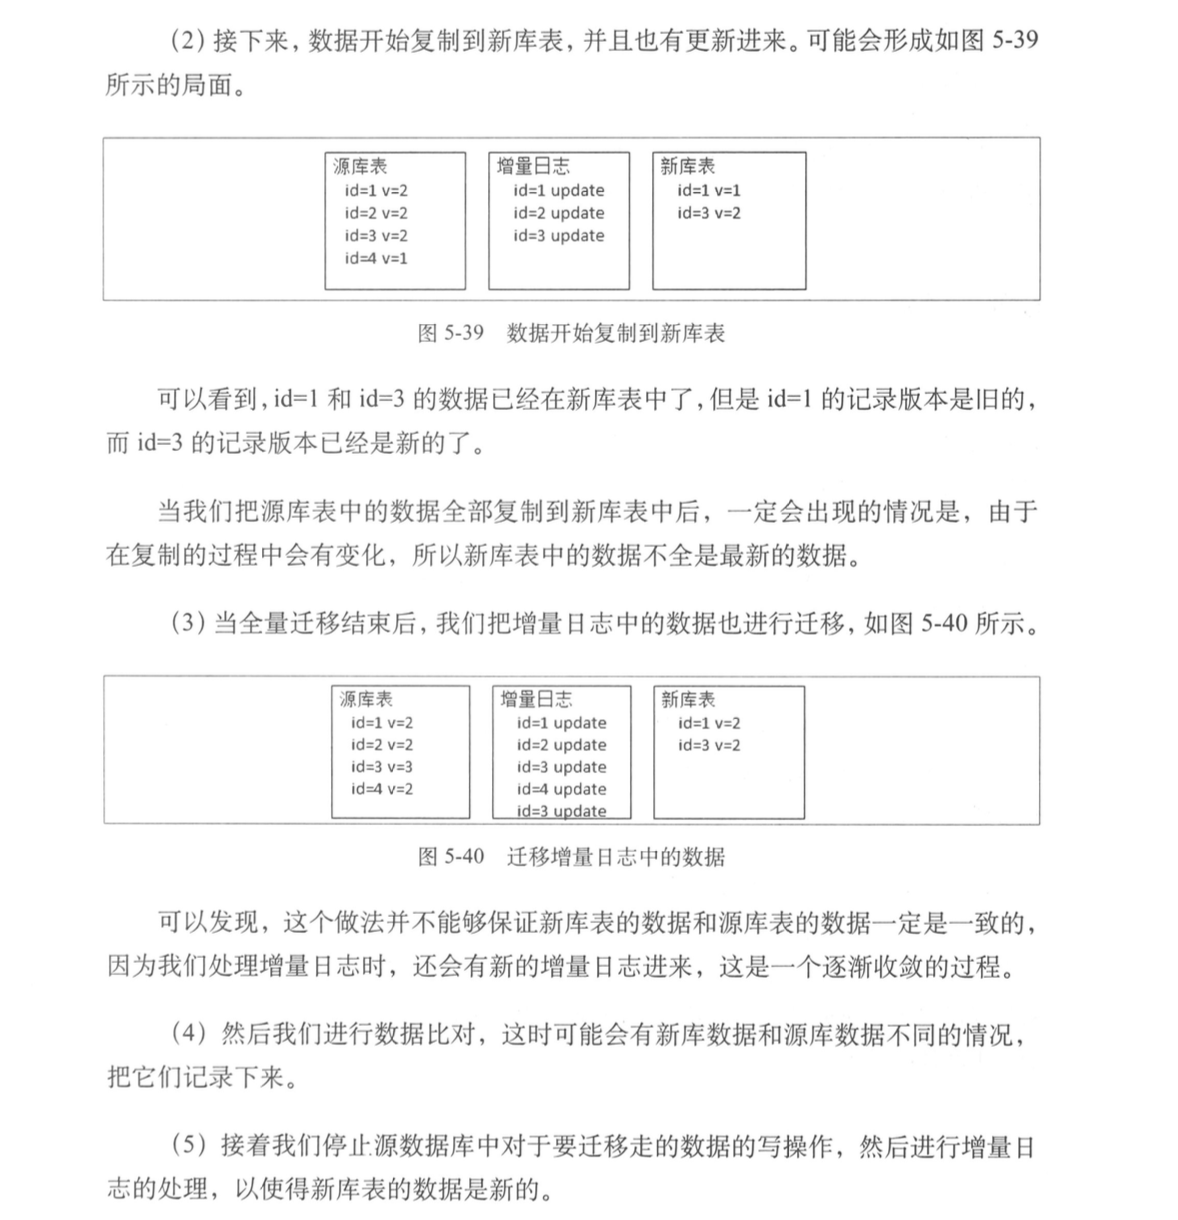 （2）接下来，数据开始复制到新库表，并且也有更新进来。可能会形成如图 5-39
所示的局面。
源库表
id=1 v=2
id=2 v=2
id=3 v=2
id=4 v=1
增量日志
id=1 update
id=2 update
id=3 update
新库表
id=1 v=1
id=3 v=2
图 5-39 数据开始复制到新库表
可以看到，id=1 和 id=3 的数据已经在新库表中了，但是 id=1 的记录版本是旧的，
而 id=3 的记录版本已经是新的了。
当我们把源库表中的数据全部复制到新库表中后，一定会出现的情况是，由于
在复制的过程中会有变化，所以新库表中的数据不全是最新的数据。
（3）当全量迁移结束后，我们把增量日志中的数据也进行迁移，如图 5-40 所示。
源库表
id=1 v=2
id=2 v=2
id=3 v=3
id=4 v=2
增量日志
id=1 update
id=2 update
id=3 update
id=4 update
id=3 update
新库表
id=1 v=2
id=3 v=2
图 5-40 迁移增量日志中的数据
可以发现，这个做法并不能够保证新库表的数据和源库表的数据一定是一致的，
因为我们处理增量日志时，还会有新的增量日志进来，这是一个逐渐收敛的过程。
（4）然后我们进行数据比对，这时可能会有新库数据和源库数据不同的情况，
把它们记录下来。
（5）接着我们停止源数据库中对于要迁移走的数据的写操作，然后进行增量日
志的处理，以使得新库表的数据是新的。